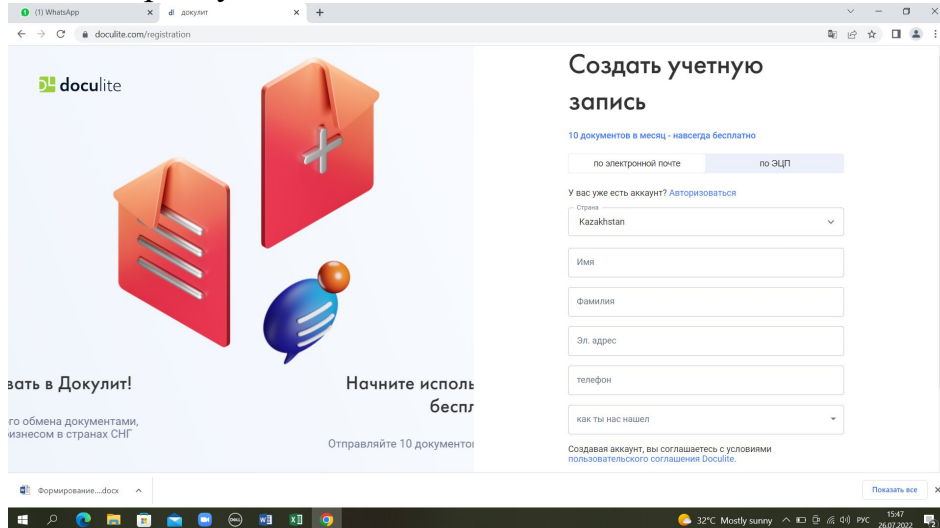 (1) WhatsApp
докулит
doculite.com/registration
doculite
Создать учетную
запись
10 документов в месяц - навсегда бесплатно
по электронной почте
по ЭЦП
У вас уже есть аккаунт? Авторизоваться
Страна
Kazakhstan
Имя
Фамилия
Эл. адрес
телефон
как ты нас нашел
Создавая аккаунт, вы соглашаетесь с условиями
пользовательского соглашения Doculite.
вать в Докулит!
го обмена документами,
изнесом в странах СНГ
Начните исполь
беспл
Отправляйте 10 документо
Формирование....docx
Показать все
32°C Mostly sunny
РУС
15:47
26.07.2022